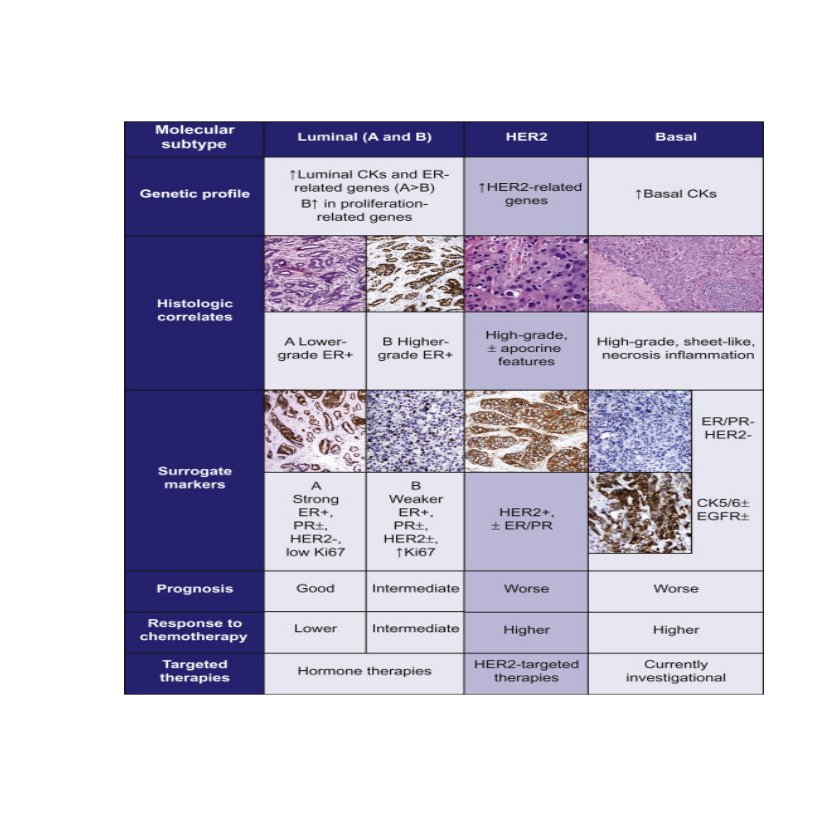 Molecular
subtype
Luminal (A and B)
HER2
Basal
Genetic profile
↑Luminal CKs and ER-
related genes (A>B)
B↑ in proliferation-
related genes
↑HER2-related
genes
↑Basal CKs
Histologic
correlates
A Lower-
grade ER+
B Higher-
grade ER+
High-grade,
± apocrine
features
High-grade, sheet-like,
necrosis inflammation
Surrogate
markers
A
Strong
ER+,
PR±,
HER2-,
low Ki67
B
Weaker
ER+,
PR±,
HER2±,
↑Ki67
HER2+,
± ER/PR
ER/PR-
HER2-
CK5/6±
EGFR±
Prognosis
Good
Intermediate
Worse
Worse
Response to
chemotherapy
Lower
Intermediate
Higher
Higher
Targeted
therapies
Hormone therapies
HER2-targeted
therapies
Currently
investigational